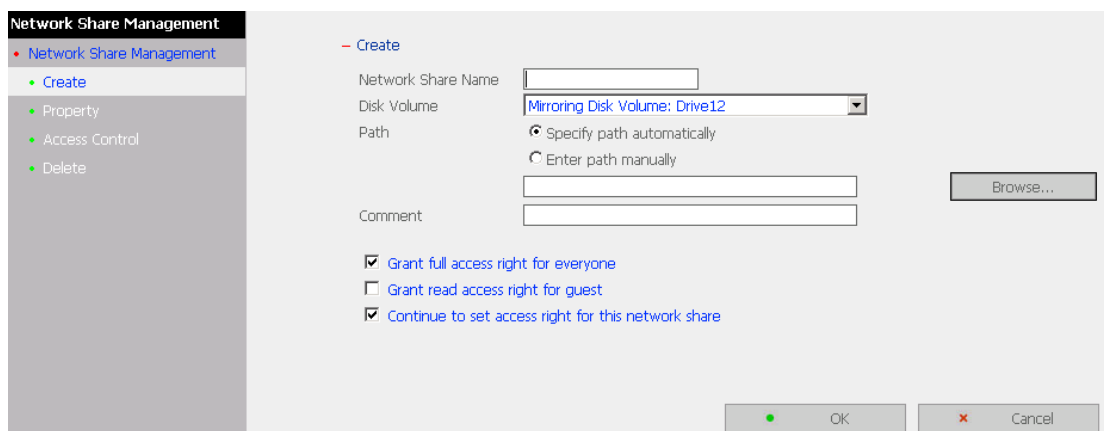 Network Share Management
Network Share Management
Create
Property
Access Control
Delete
Create
Network Share Name
Disk Volume Mirroring Disk Volume: Drive12
Path Specify path automatically
Enter path manually
Browse...
Comment
Grant full access right for everyone
Grant read access right for guest
Continue to set access right for this network share
OK Cancel